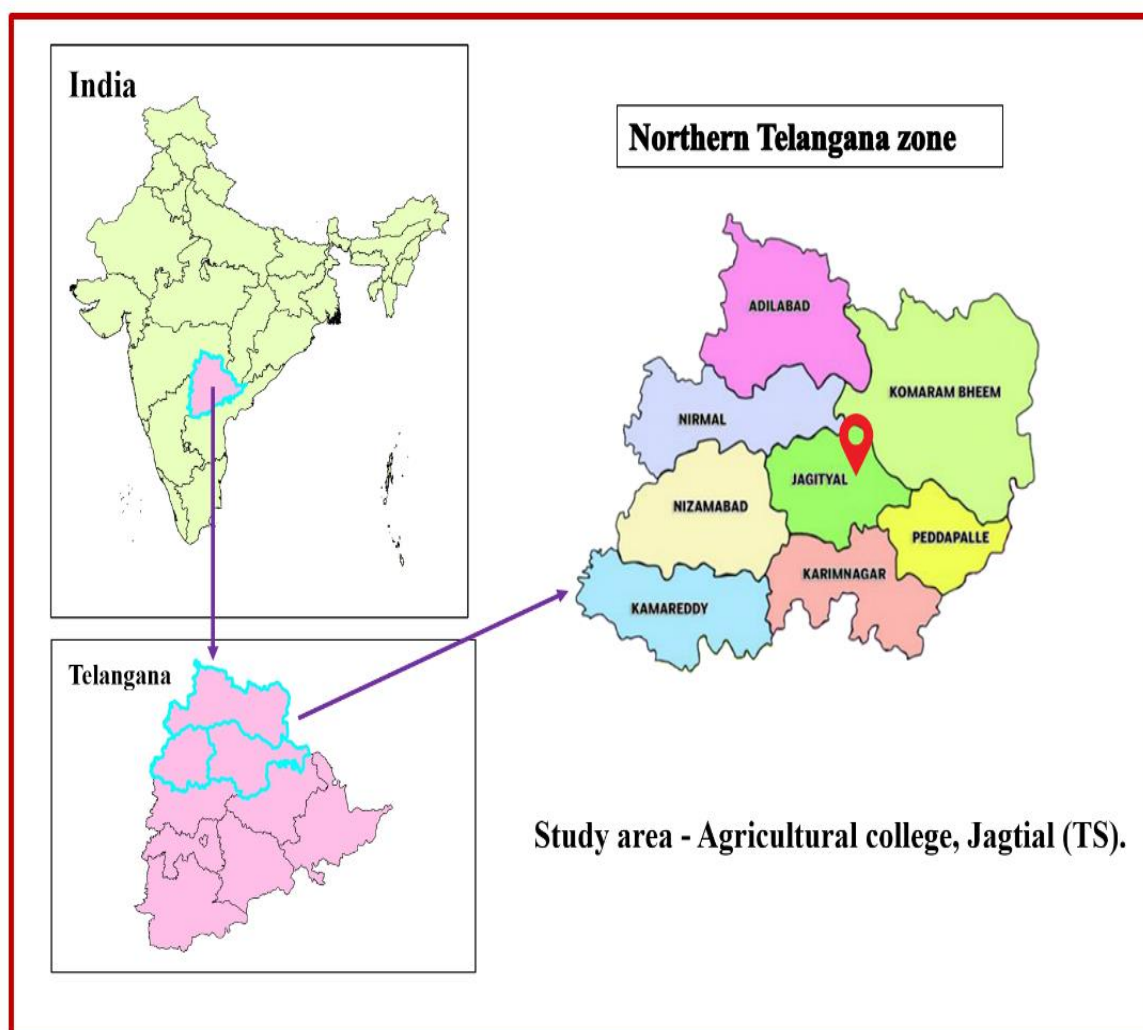 India
Northern Telangana zone
ADILABAD
KOMARAM BHEEM
NIRMAL
JAGITYAL
NIZAMABAD
PEDDAPALLE
KARIMNAGAR
KAMAREDDY
Telangana
Study area - Agricultural college, Jagtial (TS).